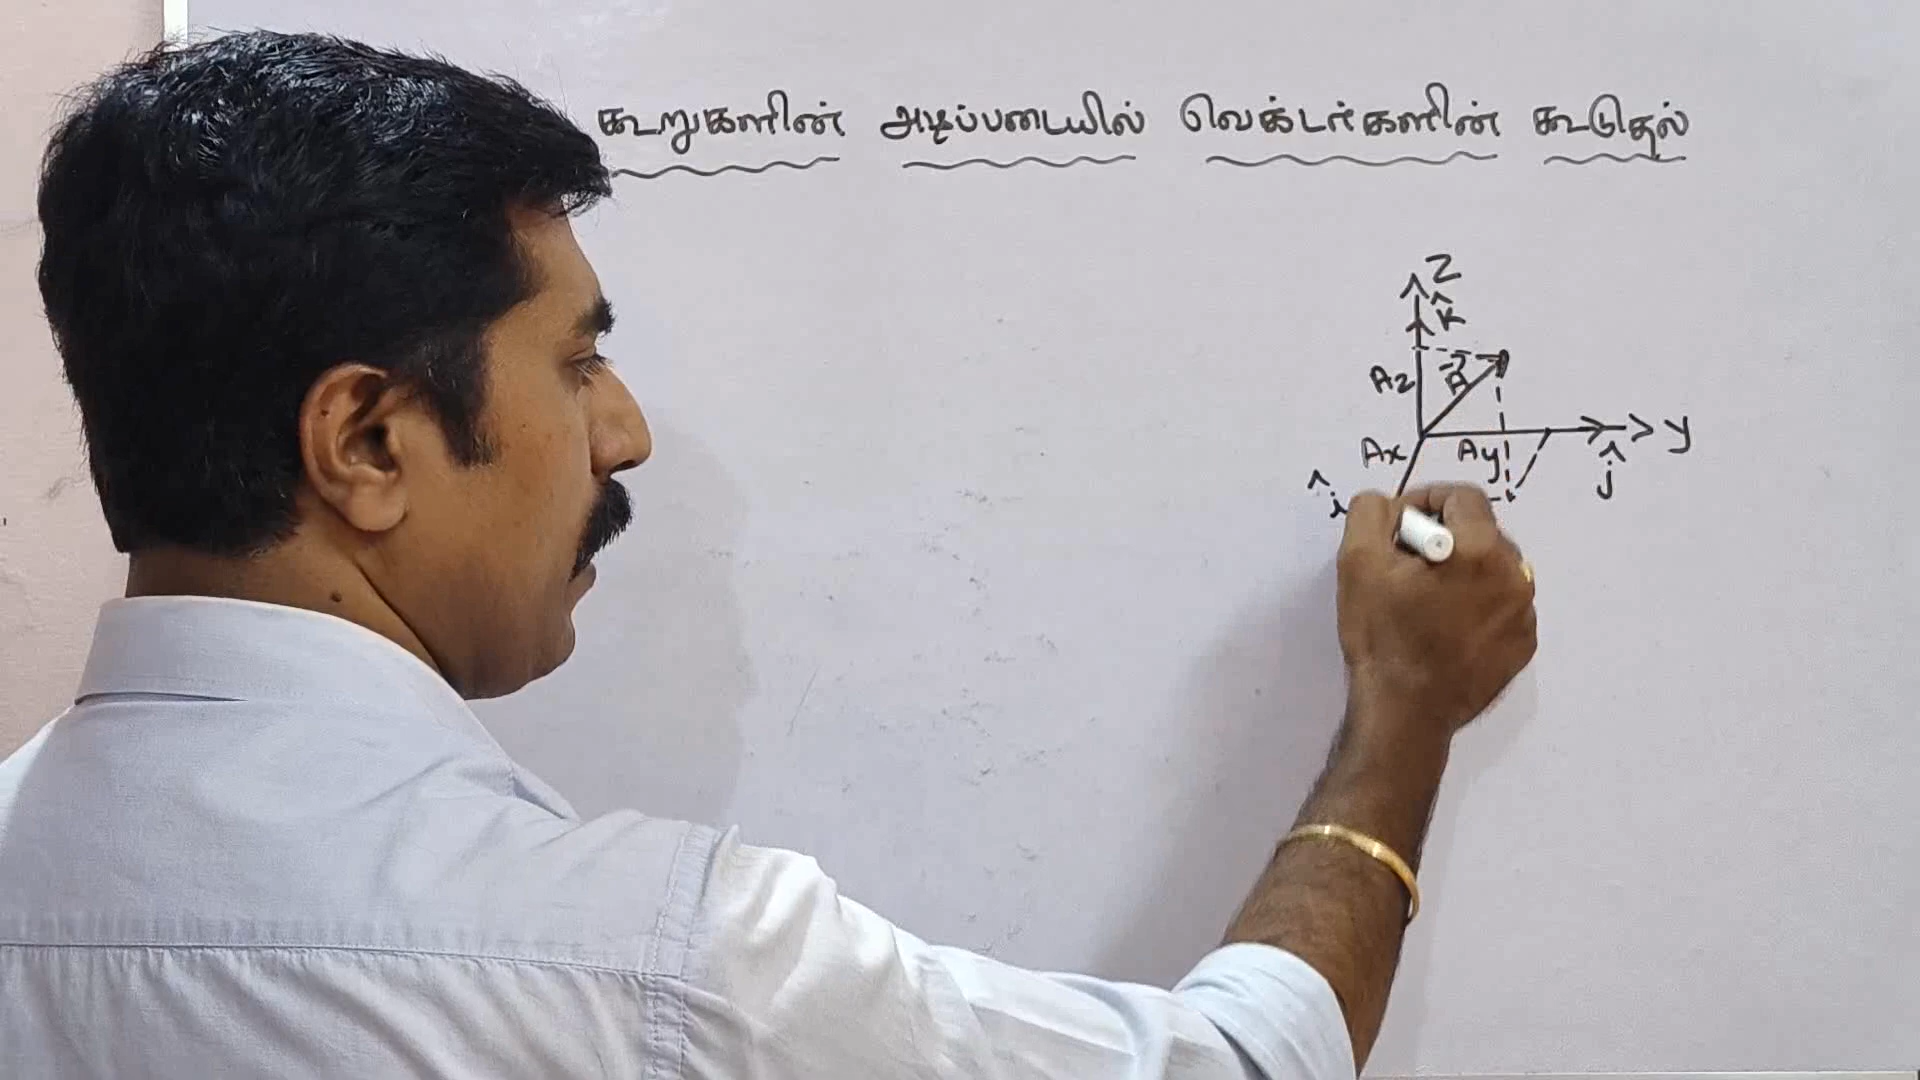 கூறுகளின் அடிப்படையில் வெக்டர்களின் கூடுதல்
Z
k̂
Az
A⃗
Ax
Ay
y
ĵ
î